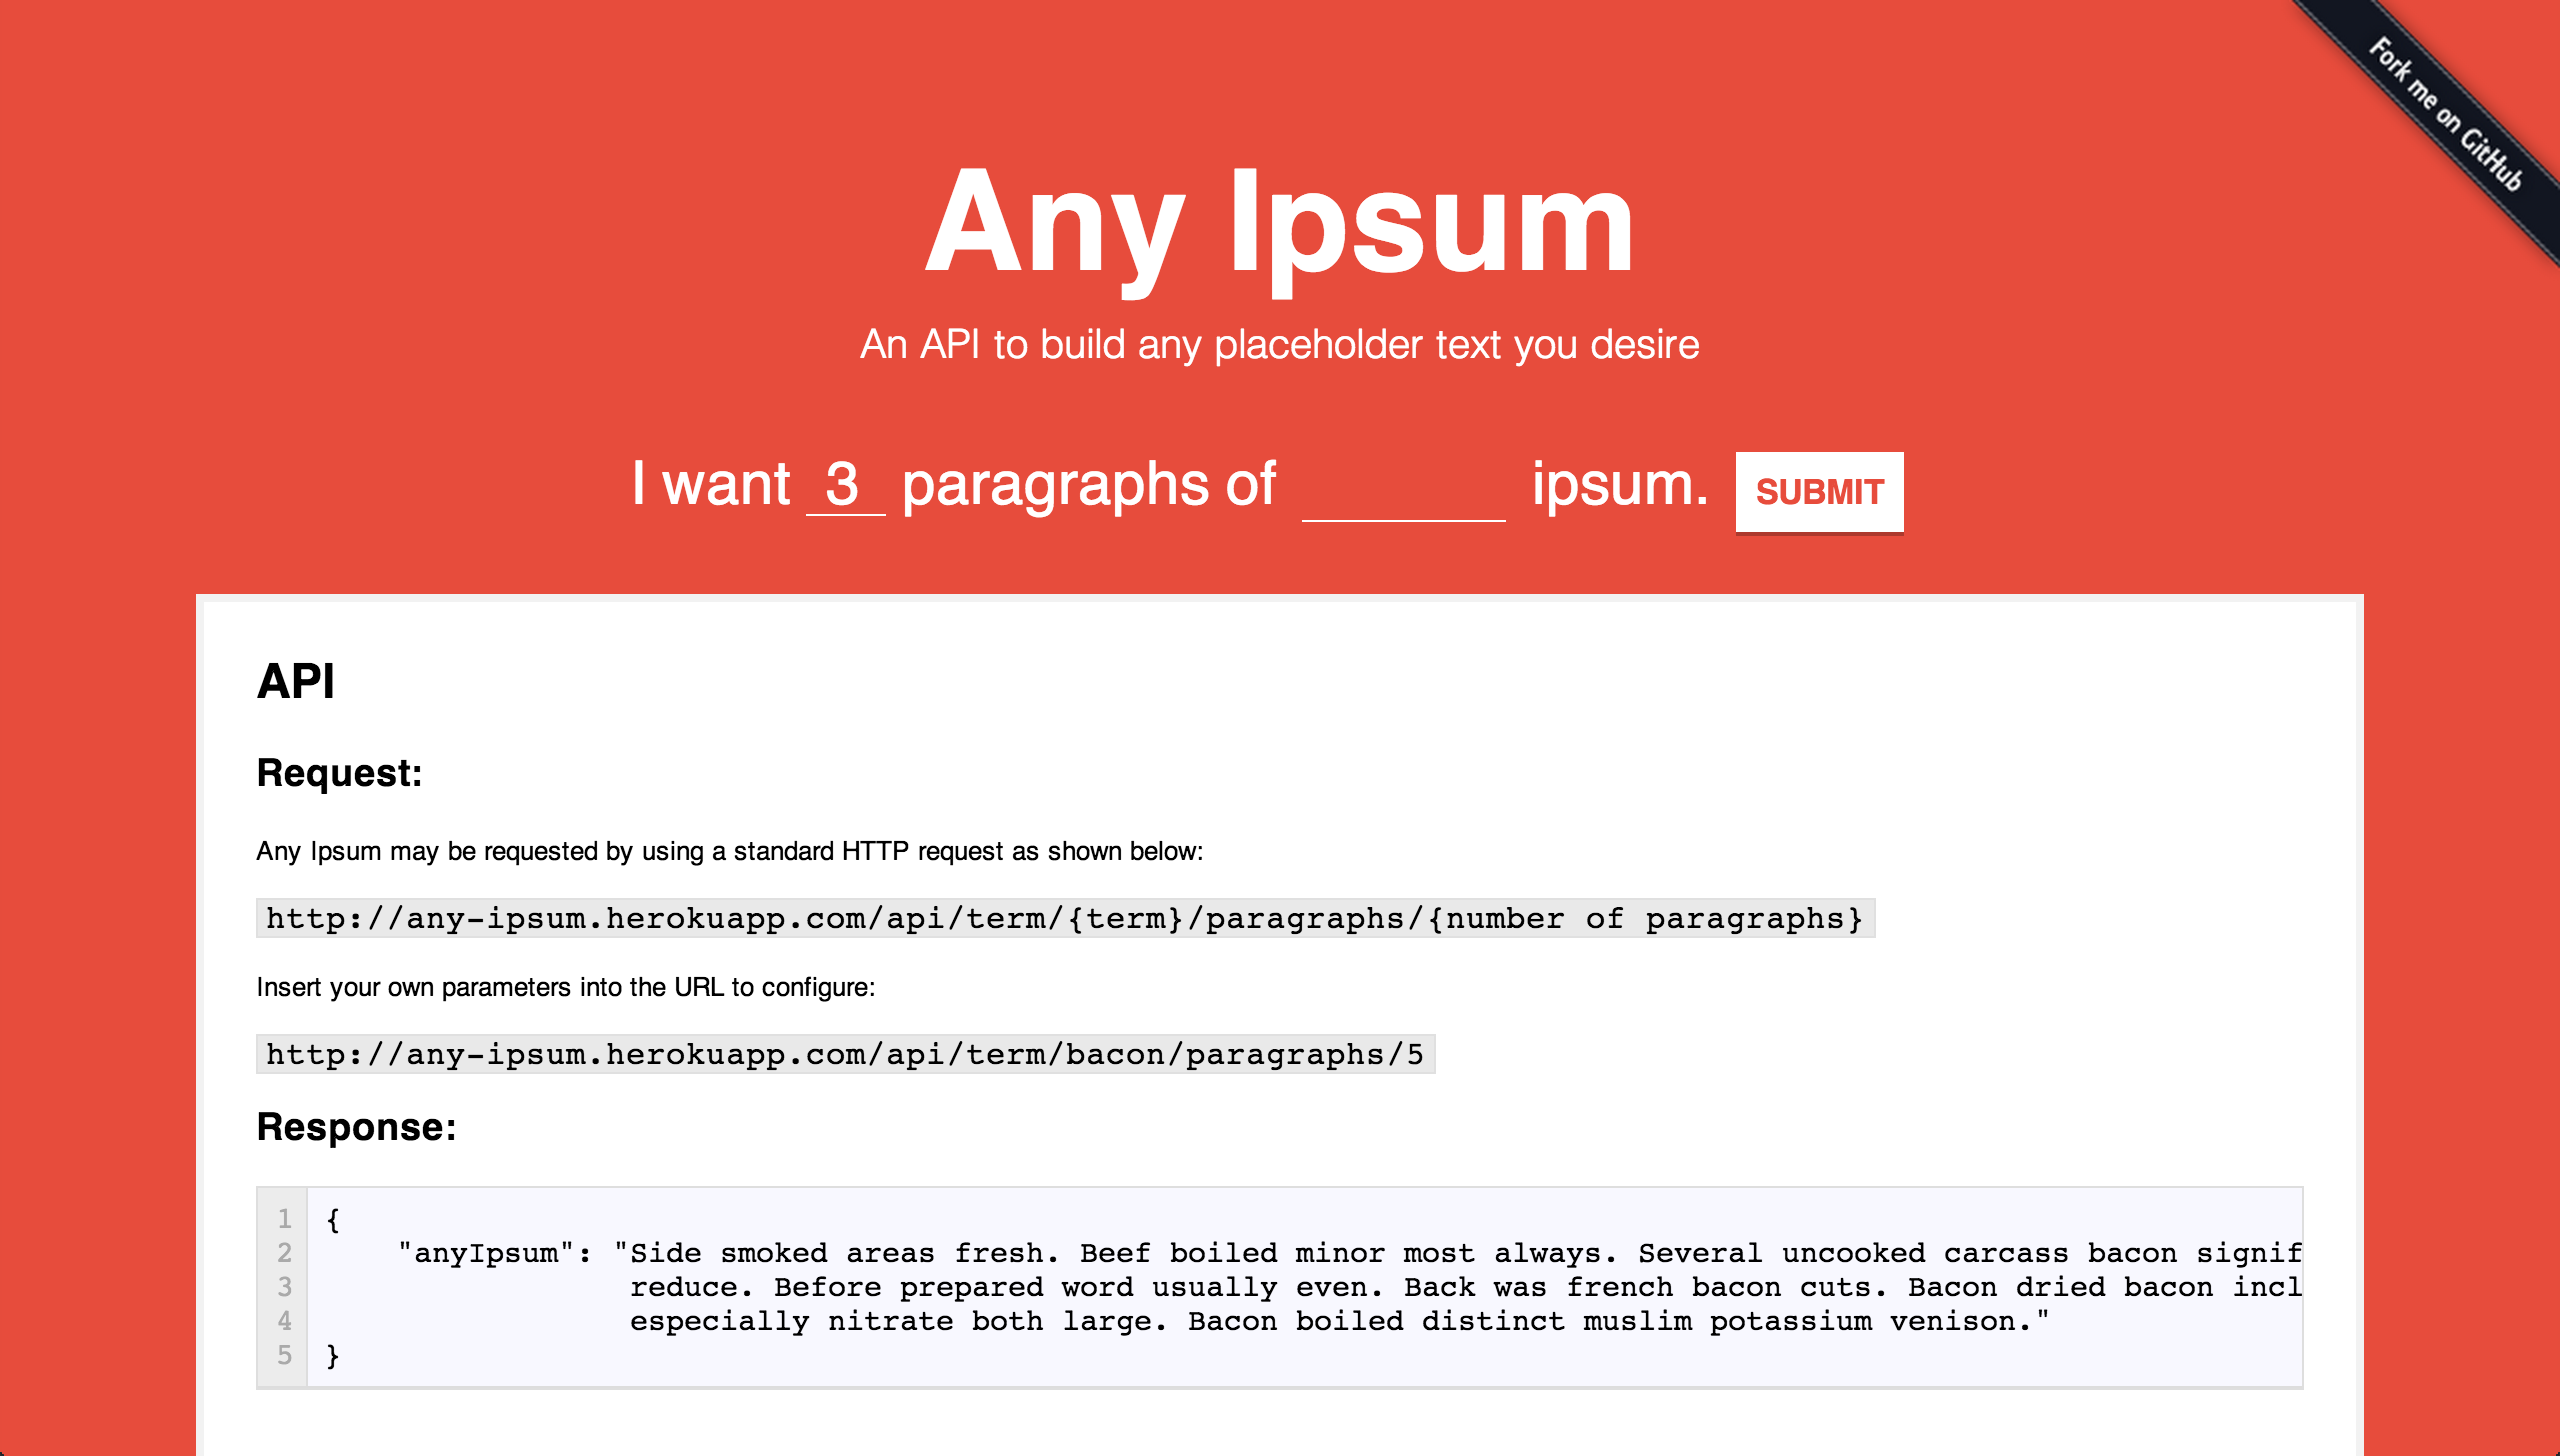 Fork me on GitHub
Any Ipsum
An API to build any placeholder text you desire
I want 3 paragraphs of ipsum. SUBMIT
API
Request:
Any Ipsum may be requested by using a standard HTTP request as shown below:
http://any-ipsum.herokuapp.com/api/term/{term}/paragraphs/{number of paragraphs}
Insert your own parameters into the URL to configure:
http://any-ipsum.herokuapp.com/api/term/bacon/paragraphs/5
Response:
1 {
2 "anyIpsum": "Side smoked areas fresh. Beef boiled minor most always. Several uncooked carcass bacon signif
3 reduce. Before prepared word usually even. Back was french bacon cuts. Bacon dried bacon incl
4 especially nitrate both large. Bacon boiled distinct muslim potassium venison."
5 }